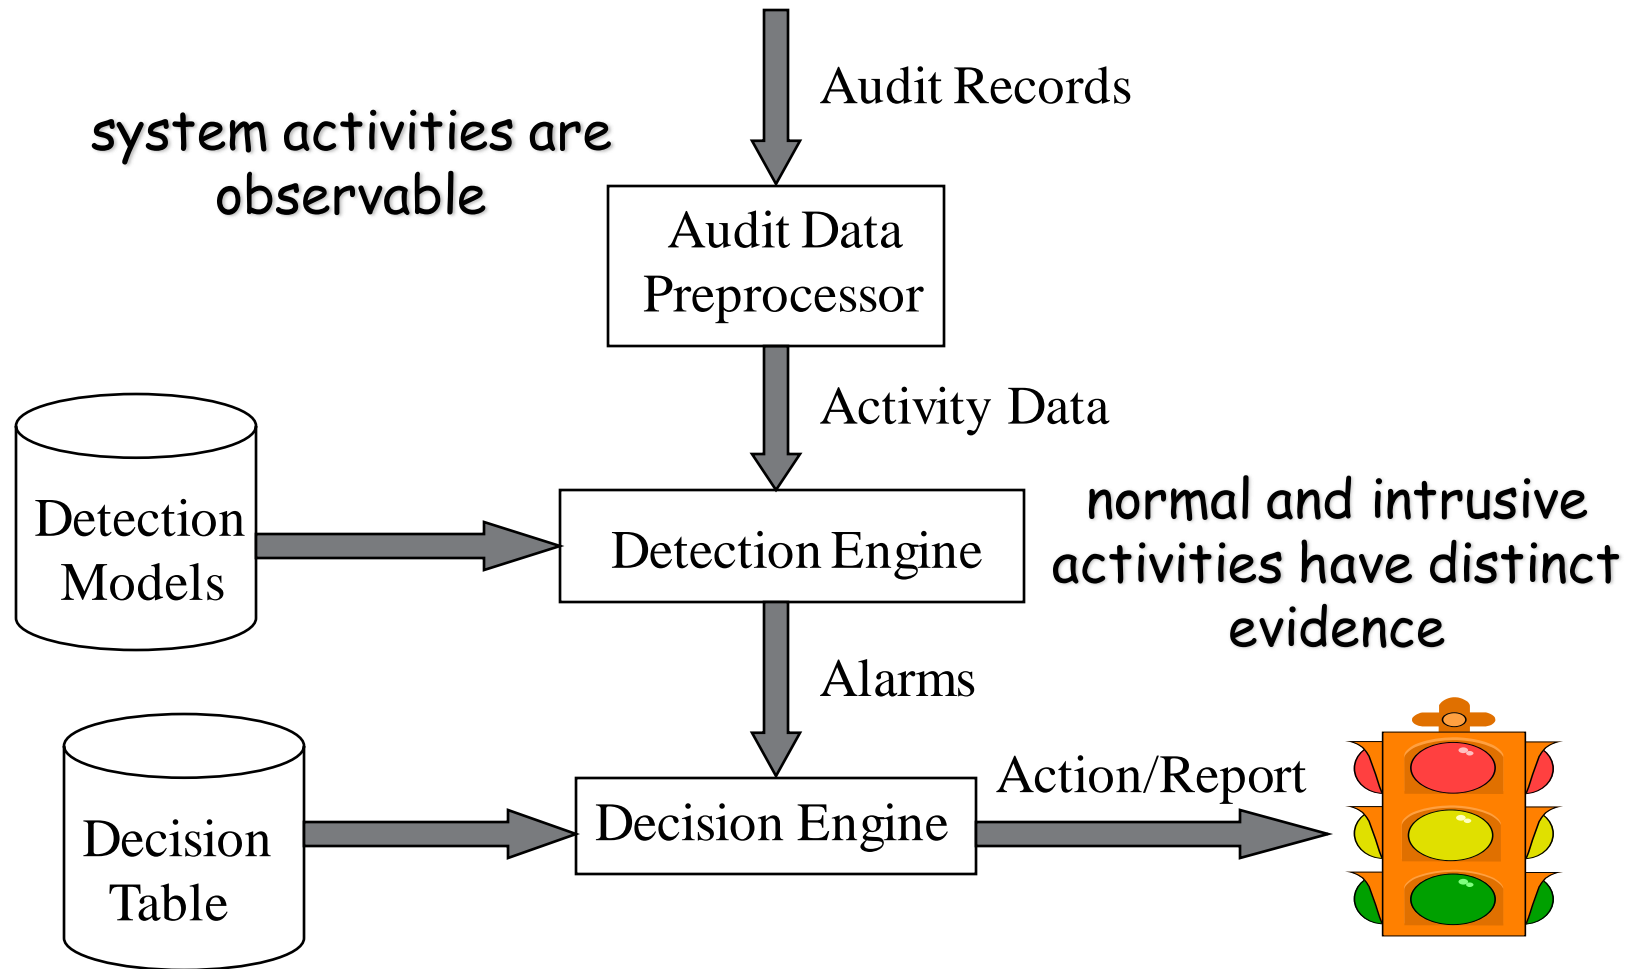 Audit Records
system activities are
observable
Audit Data
Preprocessor
Activity Data
Detection
Models
Detection Engine
normal and intrusive
activities have distinct
evidence
Alarms
Decision
Table
Decision Engine
Action/Report